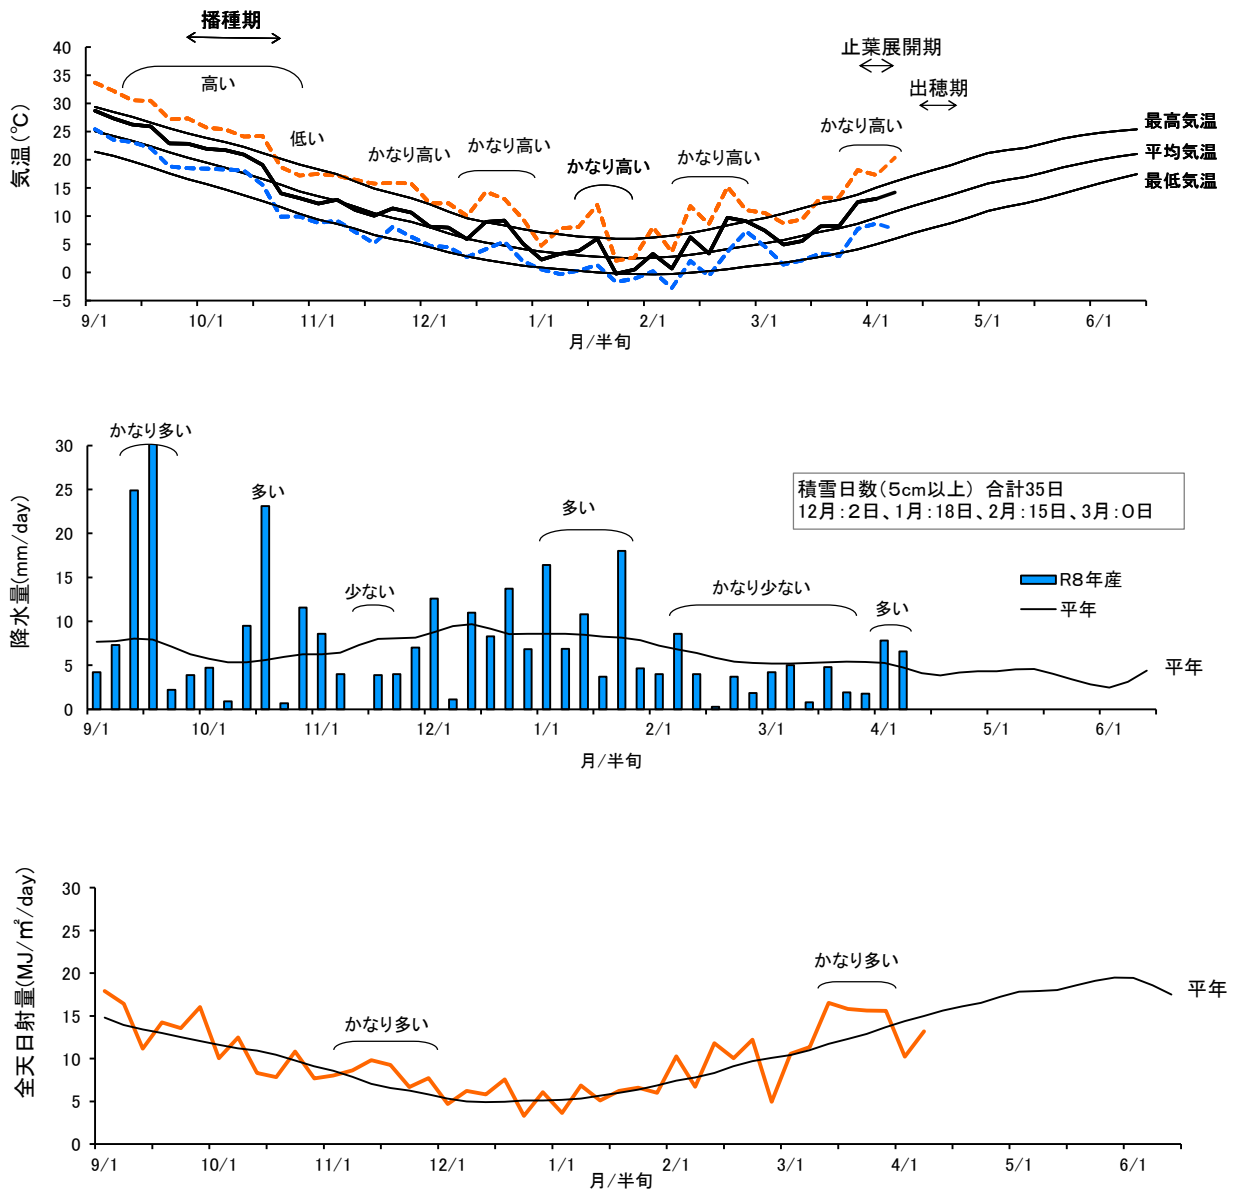 播種期
止葉展開期
出穂期
高い
低い
かなり高い
かなり高い
かなり高い
かなり高い
かなり高い
最高気温
平均気温
最低気温
気温(℃)
40
35
30
25
20
15
10
5
0
-5
9/1 10/1 11/1 12/1 1/1 2/1 3/1 4/1 5/1 6/1
月/半旬
かなり多い
多い
多い
少ない
かなり少ない
多い
積雪日数(5cm以上) 合計35日
12月:2日、1月:18日、2月:15日、3月:0日
R8年産
平年
平年
降水量(mm/day)
30
25
20
15
10
5
0
9/1 10/1 11/1 12/1 1/1 2/1 3/1 4/1 5/1 6/1
月/半旬
かなり多い
かなり多い
平年
全天日射量(MJ/㎡/day)
30
25
20
15
10
5
0
9/1 10/1 11/1 12/1 1/1 2/1 3/1 4/1 5/1 6/1
月/半旬